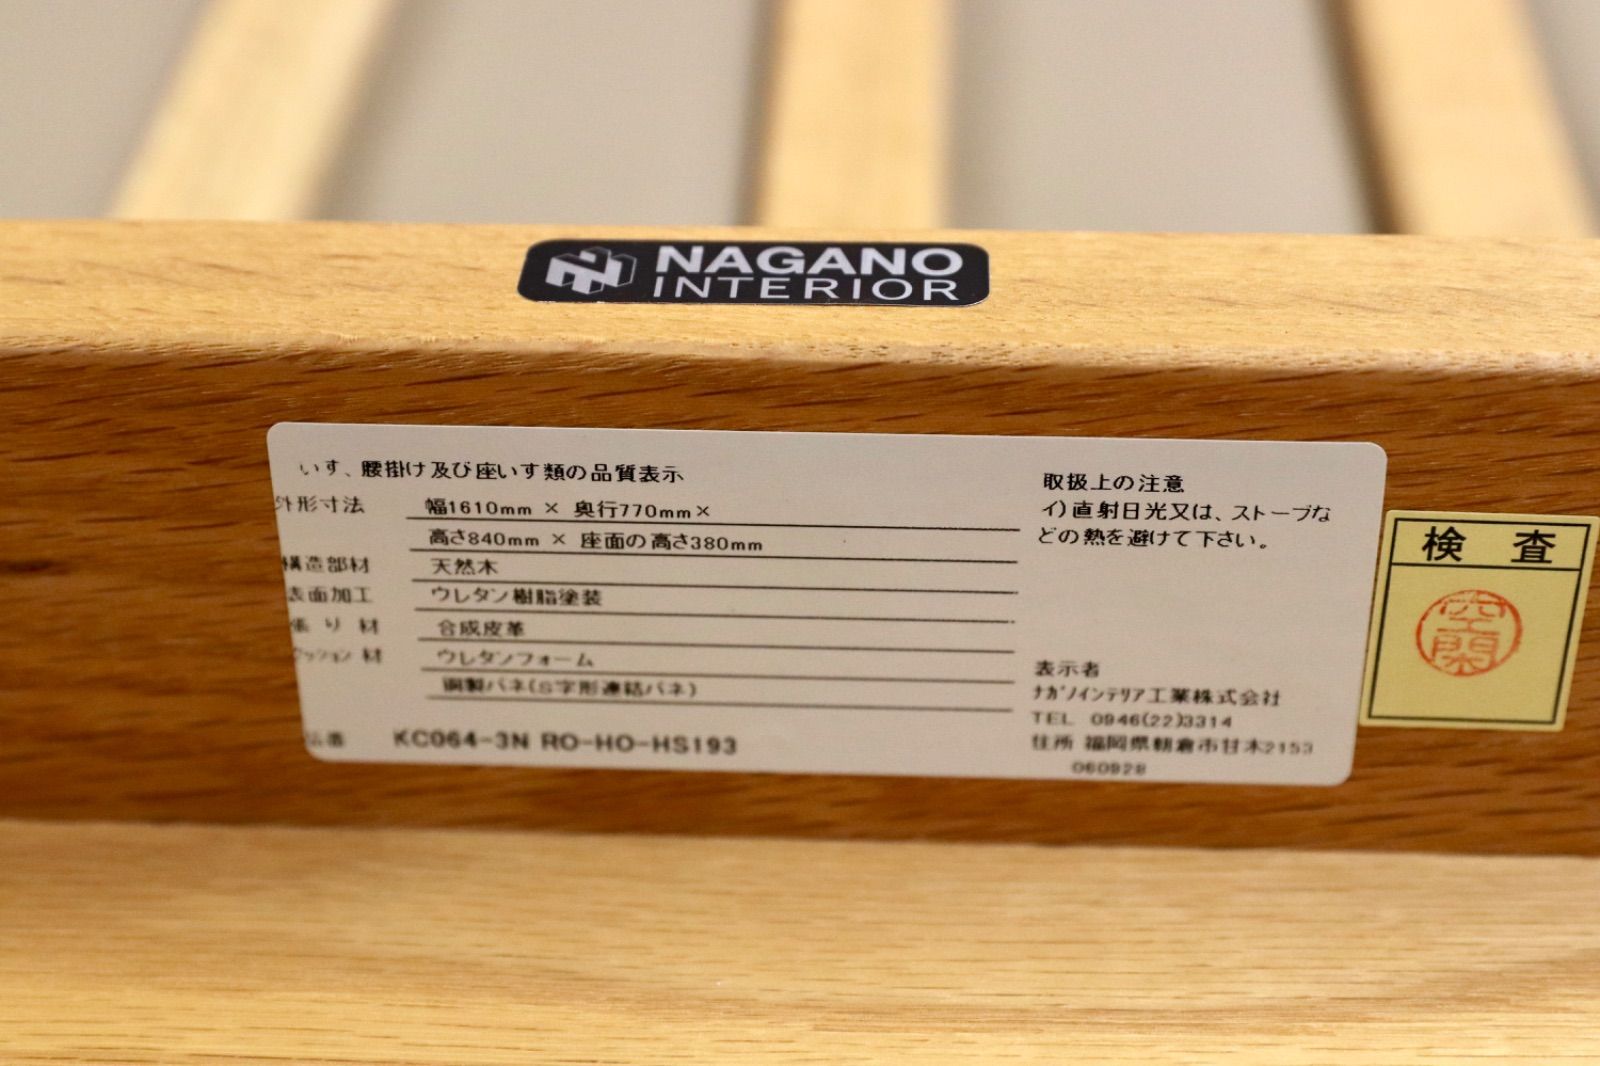 NAGANO
INTERIOR
いす、腰掛け及び座いす類の品質表示
外形寸法 幅1610mm × 奥行770mm×
高さ840mm × 座面の高さ380mm
構造部材 天然木
表面加工 ウレタン樹脂塗装
張り材 合成皮革
クッション材 ウレタンフォーム
鋼製バネ(S字形連結バネ)
品番 KC064-3N RO-HO-HS193
取扱上の注意
イ)直射日光又は、ストーブな
どの熱を避けて下さい。
表示者
ナガノインテリア工業株式会社
TEL 0946(22)3314
住所 福岡県朝倉市甘木2153
060928
検査